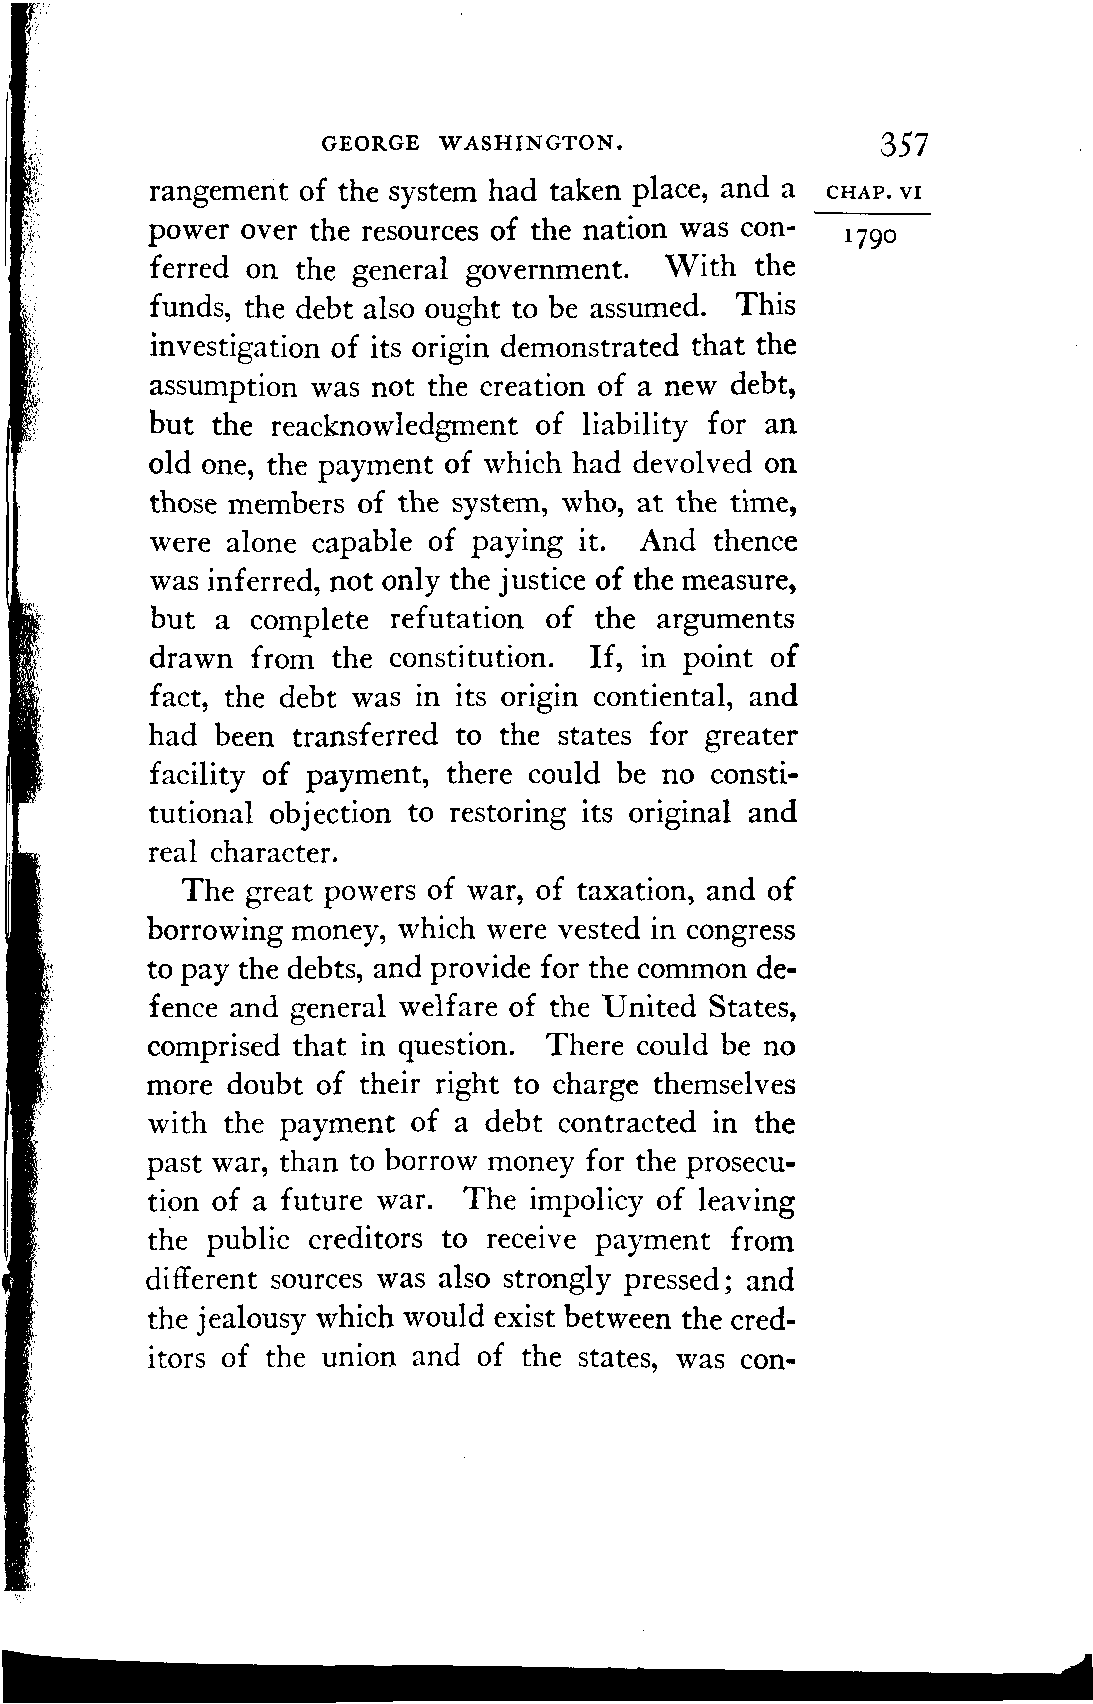 GEORGE WASHINGTON. 357
rangement of the system had taken place, and a CHAP. VI
power over the resources of the nation was con- 1790
ferred on the general government. With the
funds, the debt also ought to be assumed. This
investigation of its origin demonstrated that the
assumption was not the creation of a new debt,
but the reacknowledgment of liability for an
old one, the payment of which had devolved on
those members of the system, who, at the time,
were alone capable of paying it. And thence
was inferred, not only the justice of the measure,
but a complete refutation of the arguments
drawn from the constitution. If, in point of
fact, the debt was in its origin contiental, and
had been transferred to the states for greater
facility of payment, there could be no consti-
tutional objection to restoring its original and
real character.
The great powers of war, of taxation, and of
borrowing money, which were vested in congress
to pay the debts, and provide for the common de-
fence and general welfare of the United States,
comprised that in question. There could be no
more doubt of their right to charge themselves
with the payment of a debt contracted in the
past war, than to borrow money for the prosecu-
tion of a future war. The impolicy of leaving
the public creditors to receive payment from
different sources was also strongly pressed; and
the jealousy which would exist between the cred-
itors of the union and of the states, was con-